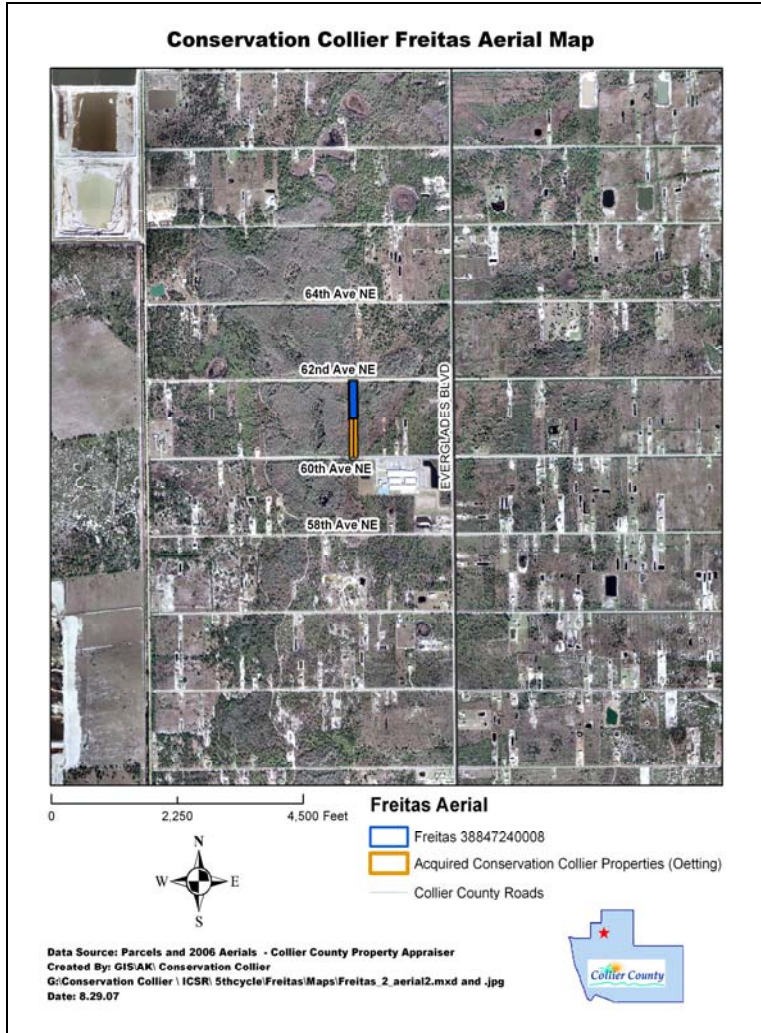 Conservation Collier Freitas Aerial Map
64th Ave NE
62nd Ave NE
EVERGLADES BLVD
60th Ave NE
58th Ave NE
0 2,250 4,500 Feet
Freitas Aerial
Freitas 38847240008
Acquired Conservation Collier Properties (Oetting)
Collier County Roads
N
W E
S
Data Source: Parcels and 2006 Aerials - Collier County Property Appraiser
Created By: GIS\AK\ Conservation Collier
G:\Conservation Collier \ ICSR\ 5thcycle\Freitas\Maps\Freitas_2_aerial2.mxd and .jpg
Date: 8.29.07
Collier County